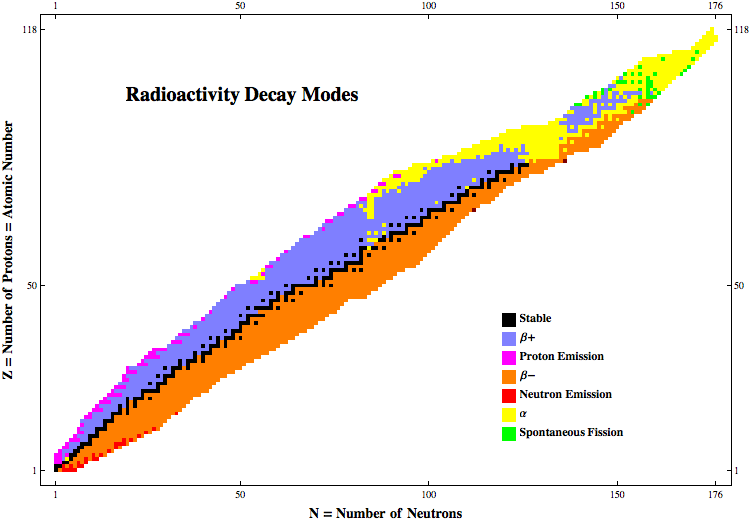 1 50 100 150 176
118 118
Radioactivity Decay Modes
Z = Number of Protons = Atomic Number
50 50
Stable
β+
Proton Emission
β−
Neutron Emission
α
Spontaneous Fission
1 1
1 50 100 150 176
N = Number of Neutrons